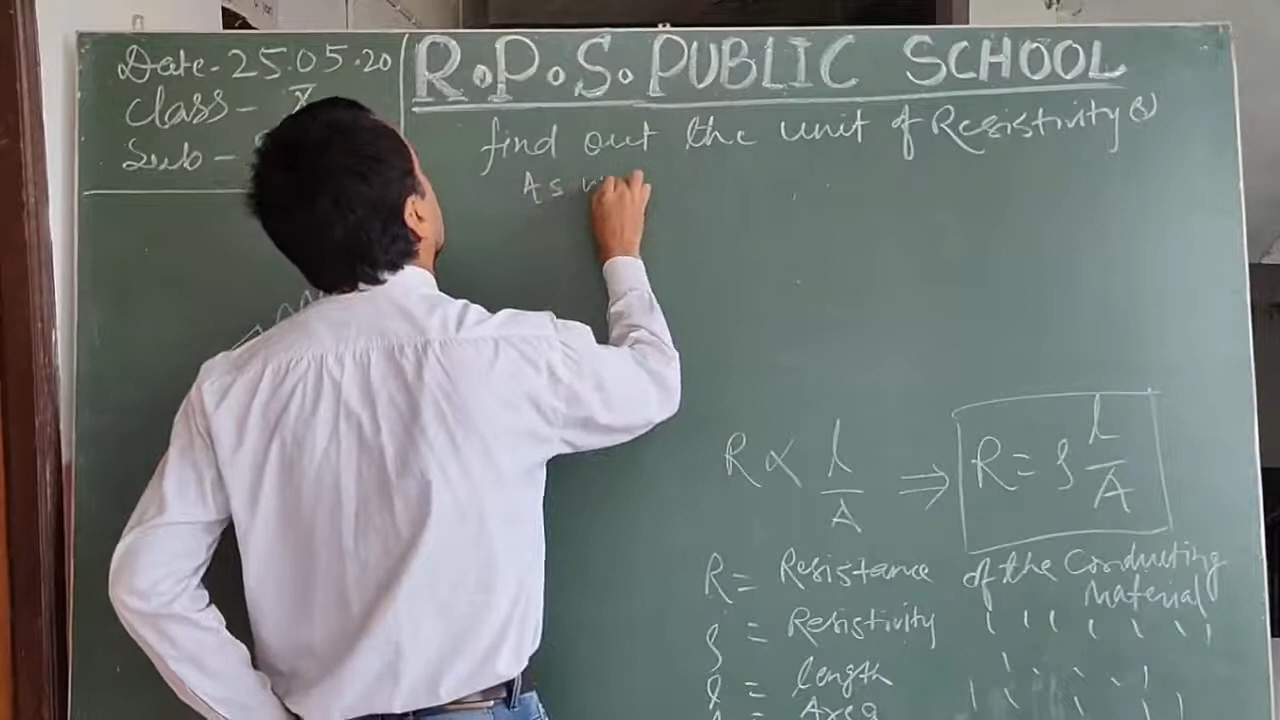 Date-25.05.20
Class- X
Sub-
R.P.S. PUBLIC SCHOOL
find out the unit of Resistivity (ρ)
As
R ∝ l/A ⇒ R = ρ l/A
R = Resistance of the Conducting Material
ρ = Resistivity " " " "
l = length " " " "
A = Area " " " "